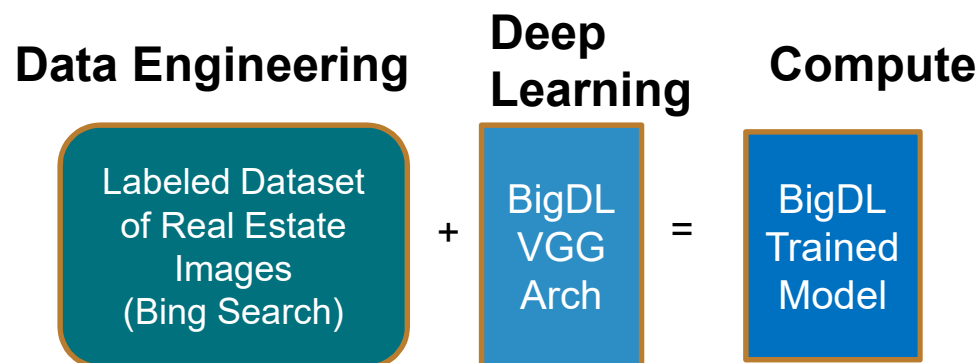 Data Engineering
Deep
Learning
Compute
Labeled Dataset
of Real Estate
Images
(Bing Search)
+
BigDL
VGG
Arch
=
BigDL
Trained
Model